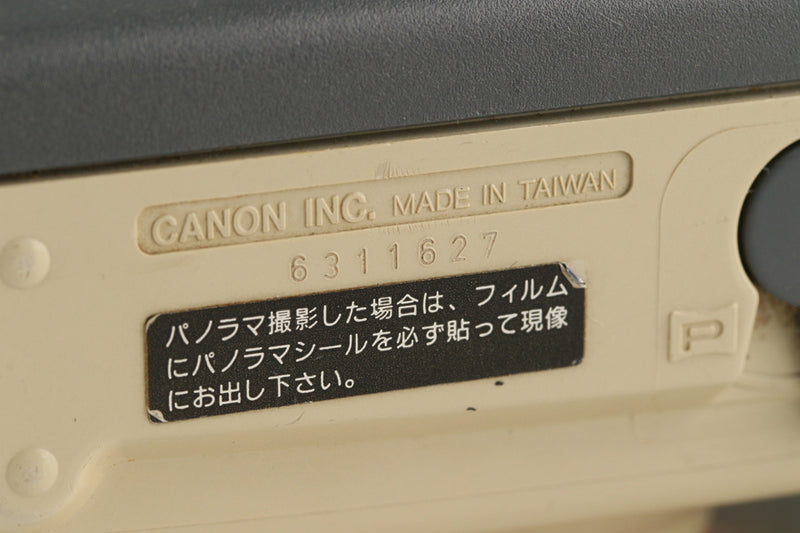 CANON INC. MADE IN TAIWAN
6311627
パノラマ撮影した場合は、フィルム
にパノラマシールを必ず貼って現像
にお出し下さい。
P